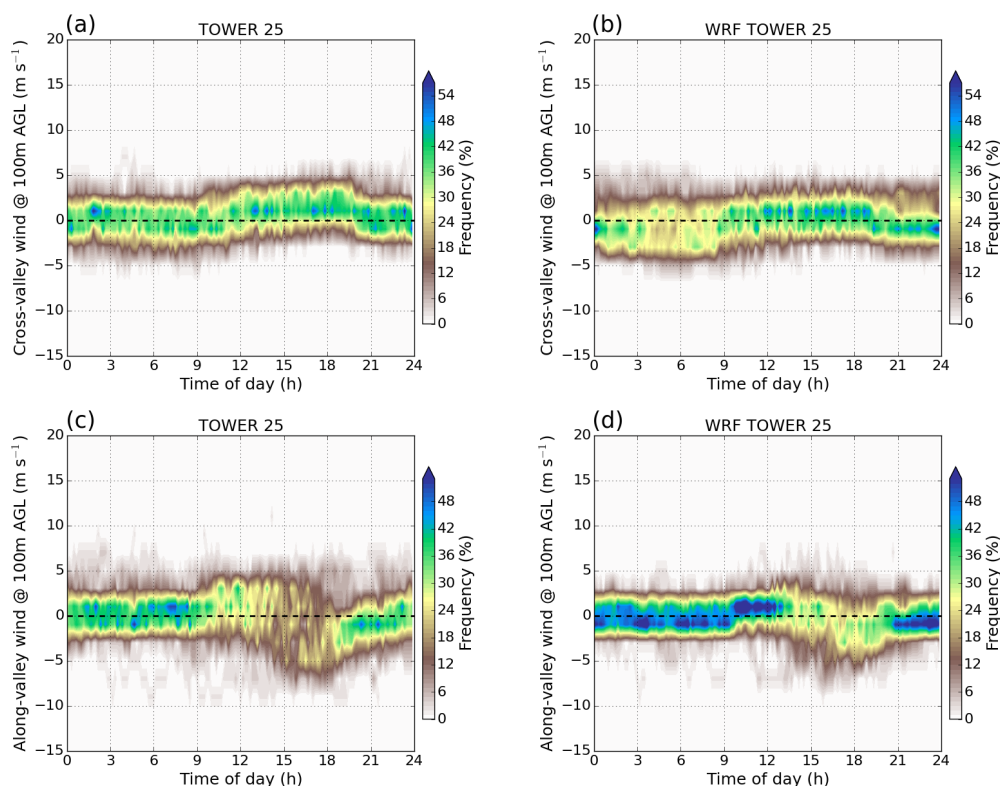 (a)
TOWER 25
Cross-valley wind @ 100m AGL (m s⁻¹)
20
15
10
5
0
−5
−10
−15
0 3 6 9 12 15 18 21 24
Time of day (h)
54
48
42
36
30
24
18
12
6
0
Frequency (%)
(b)
WRF TOWER 25
Cross-valley wind @ 100m AGL (m s⁻¹)
20
15
10
5
0
−5
−10
−15
0 3 6 9 12 15 18 21 24
Time of day (h)
54
48
42
36
30
24
18
12
6
0
Frequency (%)
(c)
TOWER 25
Along-valley wind @ 100m AGL (m s⁻¹)
20
15
10
5
0
−5
−10
−15
0 3 6 9 12 15 18 21 24
Time of day (h)
48
42
36
30
24
18
12
6
0
Frequency (%)
(d)
WRF TOWER 25
Along-valley wind @ 100m AGL (m s⁻¹)
20
15
10
5
0
−5
−10
−15
0 3 6 9 12 15 18 21 24
Time of day (h)
48
42
36
30
24
18
12
6
0
Frequency (%)